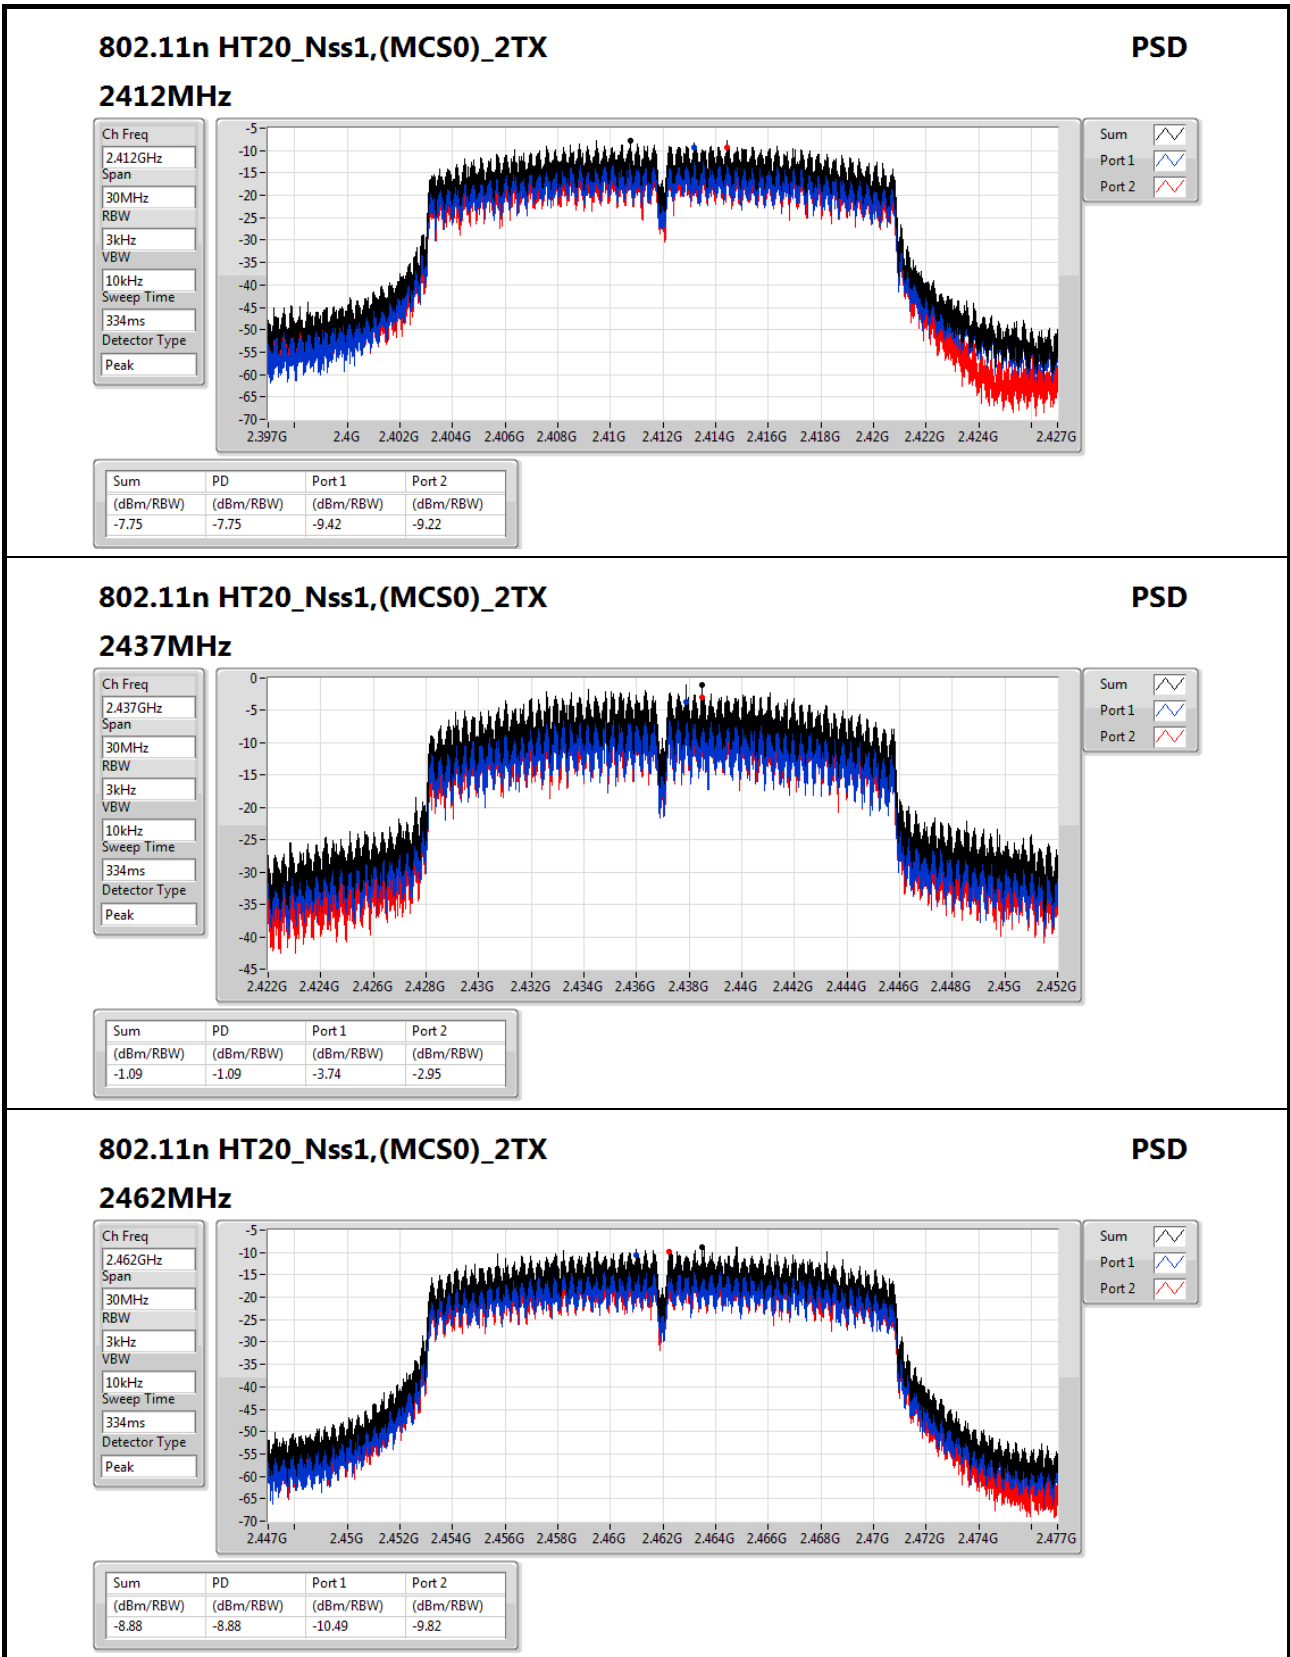 802.11n HT20_Nss1,(MCS0)_2TX PSD
2412MHz
Ch Freq
2.412GHz
Span
30MHz
RBW
3kHz
VBW
10kHz
Sweep Time
334ms
Detector Type
Peak
-5
-10
-15
-20
-25
-30
-35
-40
-45
-50
-55
-60
-65
-70
2.397G 2.4G 2.402G 2.404G 2.406G 2.408G 2.41G 2.412G 2.414G 2.416G 2.418G 2.42G 2.422G 2.424G 2.427G
Sum
Port 1
Port 2
Sum PD Port 1 Port 2
(dBm/RBW) (dBm/RBW) (dBm/RBW) (dBm/RBW)
-7.75 -7.75 -9.42 -9.22
802.11n HT20_Nss1,(MCS0)_2TX PSD
2437MHz
Ch Freq
2.437GHz
Span
30MHz
RBW
3kHz
VBW
10kHz
Sweep Time
334ms
Detector Type
Peak
0
-5
-10
-15
-20
-25
-30
-35
-40
-45
2.422G 2.424G 2.426G 2.428G 2.43G 2.432G 2.434G 2.436G 2.438G 2.44G 2.442G 2.444G 2.446G 2.448G 2.45G 2.452G
Sum
Port 1
Port 2
Sum PD Port 1 Port 2
(dBm/RBW) (dBm/RBW) (dBm/RBW) (dBm/RBW)
-1.09 -1.09 -3.74 -2.95
802.11n HT20_Nss1,(MCS0)_2TX PSD
2462MHz
Ch Freq
2.462GHz
Span
30MHz
RBW
3kHz
VBW
10kHz
Sweep Time
334ms
Detector Type
Peak
-5
-10
-15
-20
-25
-30
-35
-40
-45
-50
-55
-60
-65
-70
2.447G 2.45G 2.452G 2.454G 2.456G 2.458G 2.46G 2.462G 2.464G 2.466G 2.468G 2.47G 2.472G 2.474G 2.477G
Sum
Port 1
Port 2
Sum PD Port 1 Port 2
(dBm/RBW) (dBm/RBW) (dBm/RBW) (dBm/RBW)
-8.88 -8.88 -10.49 -9.82